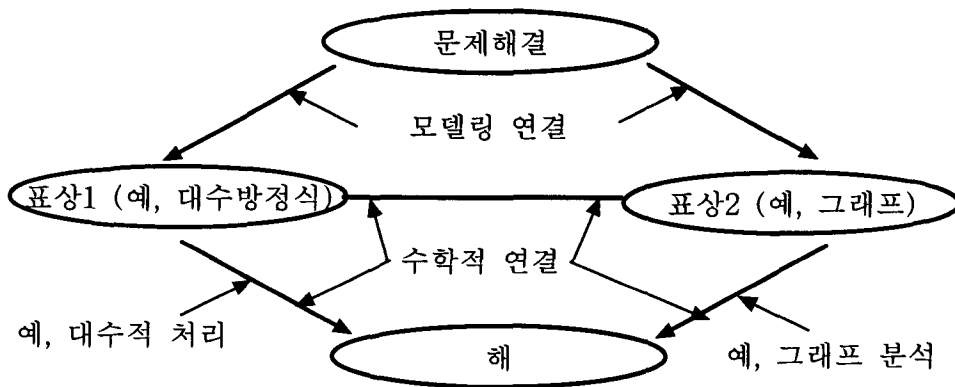 문제해결
모델링 연결
표상1 (예, 대수방정식)
표상2 (예, 그래프)
수학적 연결
예, 대수적 처리
해
예, 그래프 분석